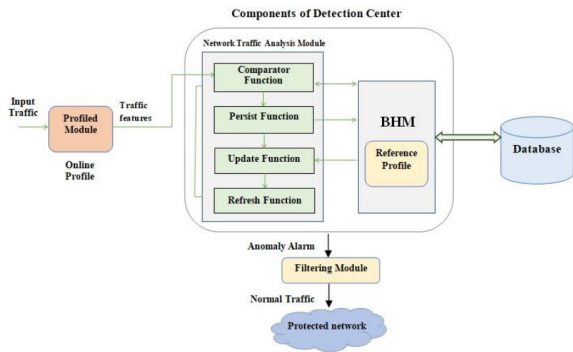 Components of Detection Center
Network Traffic Analysis Module
Comparator
Function
Input
Traffic
Profiled
Module
Traffic
features
Online
Profile
Persist Function
Update Function
Refresh Function
BHM
Reference
Profile
Database
Anomaly Alarm
Filtering Module
Normal Traffic
Protected network